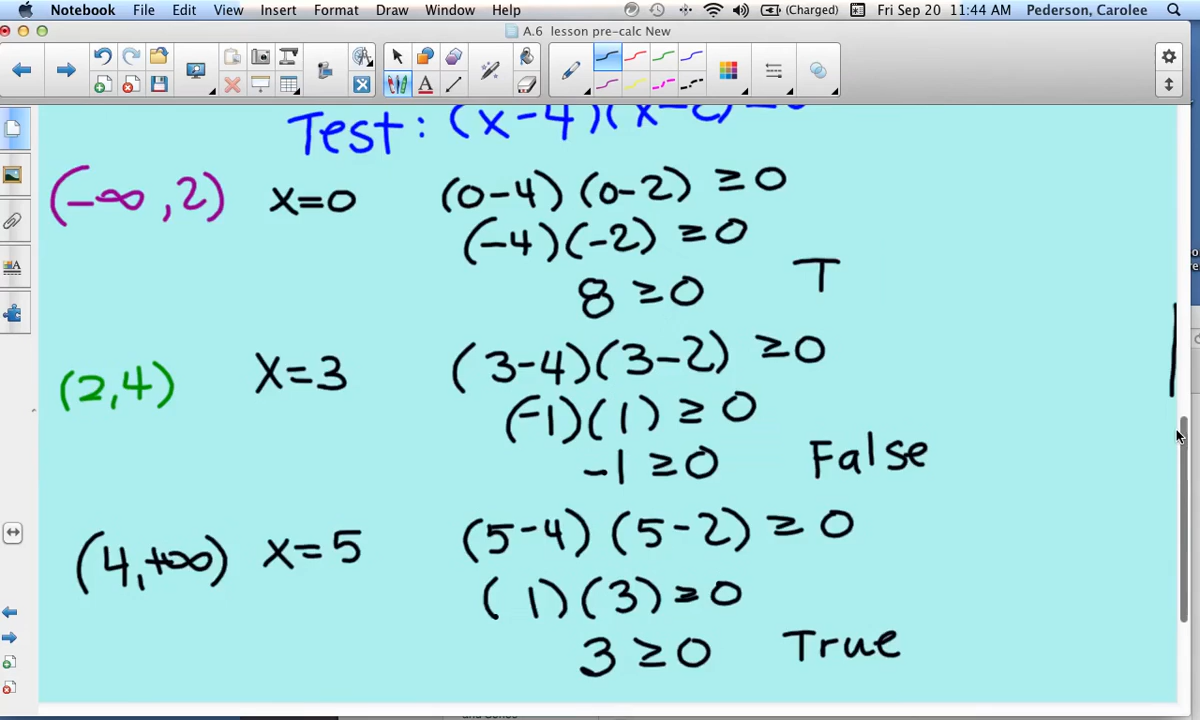 Notebook File Edit View Insert Format Draw Window Help (Charged) Fri Sep 20 11:44 AM Pederson, Carolee
A.6 lesson pre-calc New
Test: (x-4)(x-2)
(-∞,2) x=0 (0-4)(0-2) ≥0
(-4)(-2) ≥0
8 ≥0 T
(2,4) x=3 (3-4)(3-2) ≥0
(-1)(1) ≥0
-1 ≥0 False
(4,+∞) x=5 (5-4)(5-2) ≥0
(1)(3) ≥0
3 ≥0 True